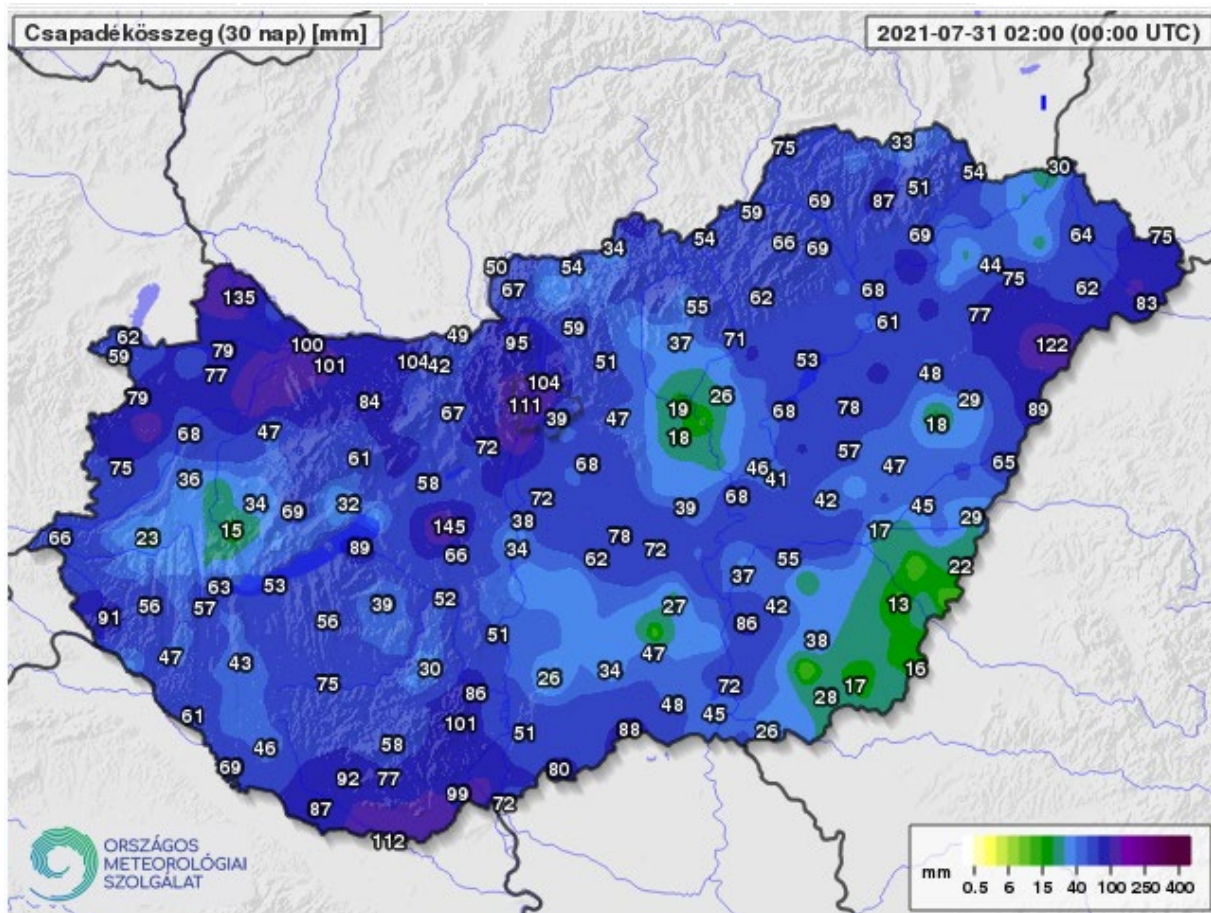 Csapadékösszeg (30 nap) [mm]
2021-07-31 02:00 (00:00 UTC)
75 33
54 30
51
69 87
59
54 66 69 69 64 75
34
50 54 44 75
67 62 68 62 83
135 55 77
61
62 49 59 71
59 79 100 95 37 122
77 101 104 42 51 53 48
79 84 104 26 29
111 19 68 78 18 89
68 47 67 39 47 18
72 57
75 61 68 46 47 65
36 58 41
34 69 32 72 39 68 42 45
66 23 15 145 38 17 29
89 34 78 72 55
66 62 22
63 53 37
56 57 39 52 27 42 13
91 56 51 86 38
47 43 47
30 34 16
75 26 72 17
86 28
61 101 48 45
46 58 51 88 26
69 92 77 80
87 99 72
112
ORSZÁGOS
METEOROLÓGIAI
SZOLGÁLAT
mm
0.5 6 15 40 100 250 400